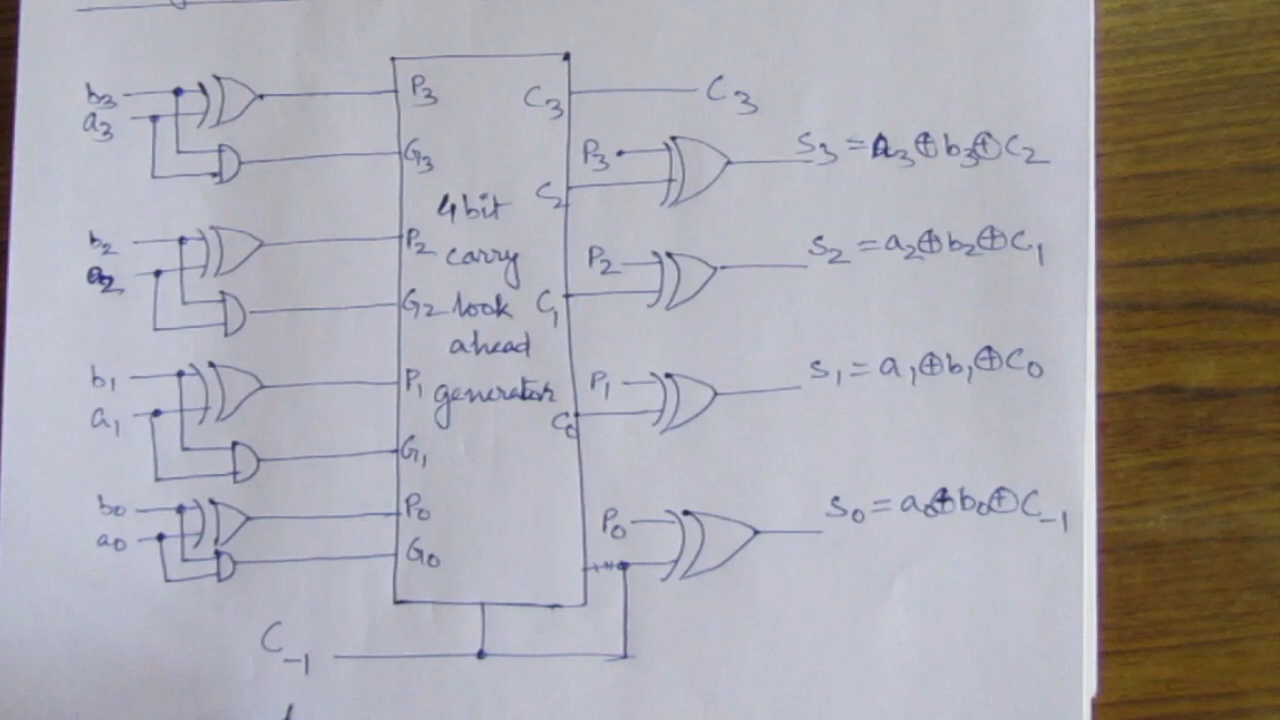 b3 P3 C3 C3
a3
G3 P3 S3 = a3⊕b3⊕C2
C2
4 bit
b2 P2 carry P2 S2 = a2⊕b2⊕C1
a2
G2 look C1
ahead
b1 P1 generator P1 S1 = a1⊕b1⊕C0
a1 C0
G1
b0 P0 P0 S0 = a0⊕b0⊕C-1
a0 G0
C-1